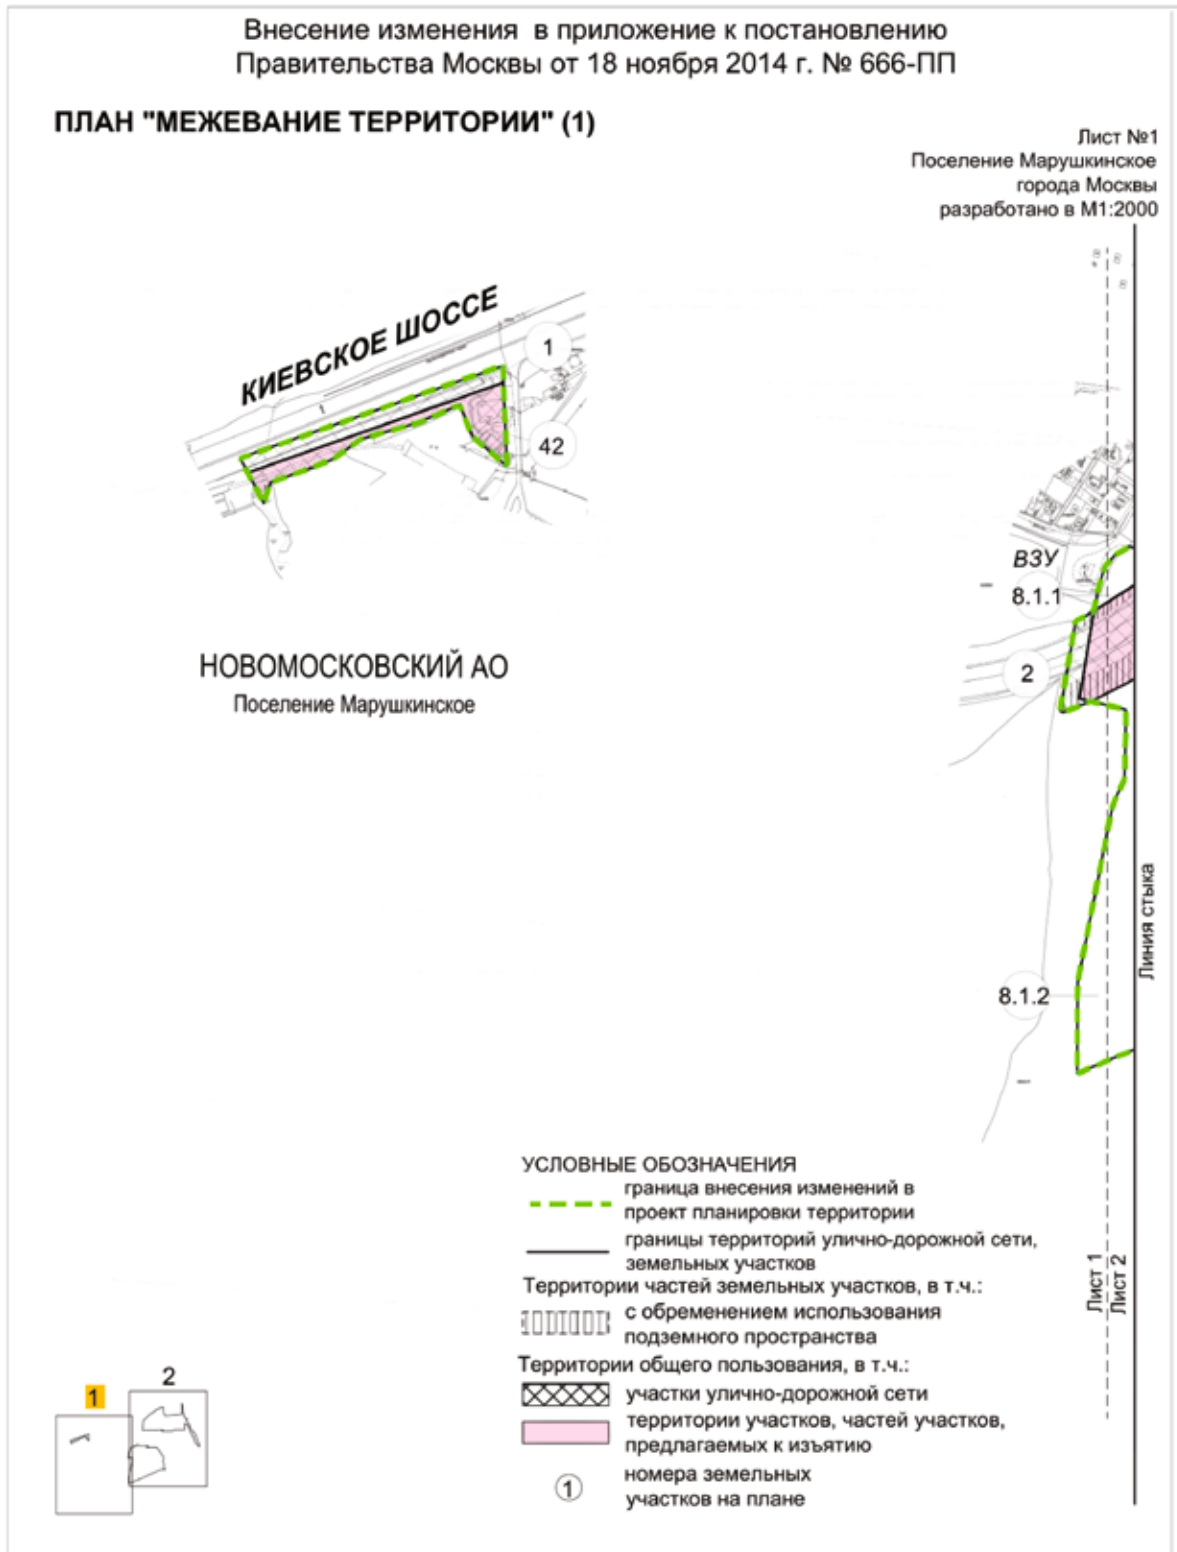 Внесение изменения в приложение к постановлению
Правительства Москвы от 18 ноября 2014 г. № 666-ПП
ПЛАН "МЕЖЕВАНИЕ ТЕРРИТОРИИ" (1)
Лист №1
Поселение Марушкинское
города Москвы
разработано в М1:2000
КИЕВСКОЕ ШОССЕ
1
42
ВЗУ
8.1.1
2
НОВОМОСКОВСКИЙ АО
Поселение Марушкинское
8.1.2
Линия стыка
Лист 1
Лист 2
УСЛОВНЫЕ ОБОЗНАЧЕНИЯ
граница внесения изменений в
проект планировки территории
границы территорий улично-дорожной сети,
земельных участков
Территории частей земельных участков, в т.ч.:
с обременением использования
подземного пространства
Территории общего пользования, в т.ч.:
участки улично-дорожной сети
территории участков, частей участков,
предлагаемых к изъятию
1
номера земельных
участков на плане
1
2